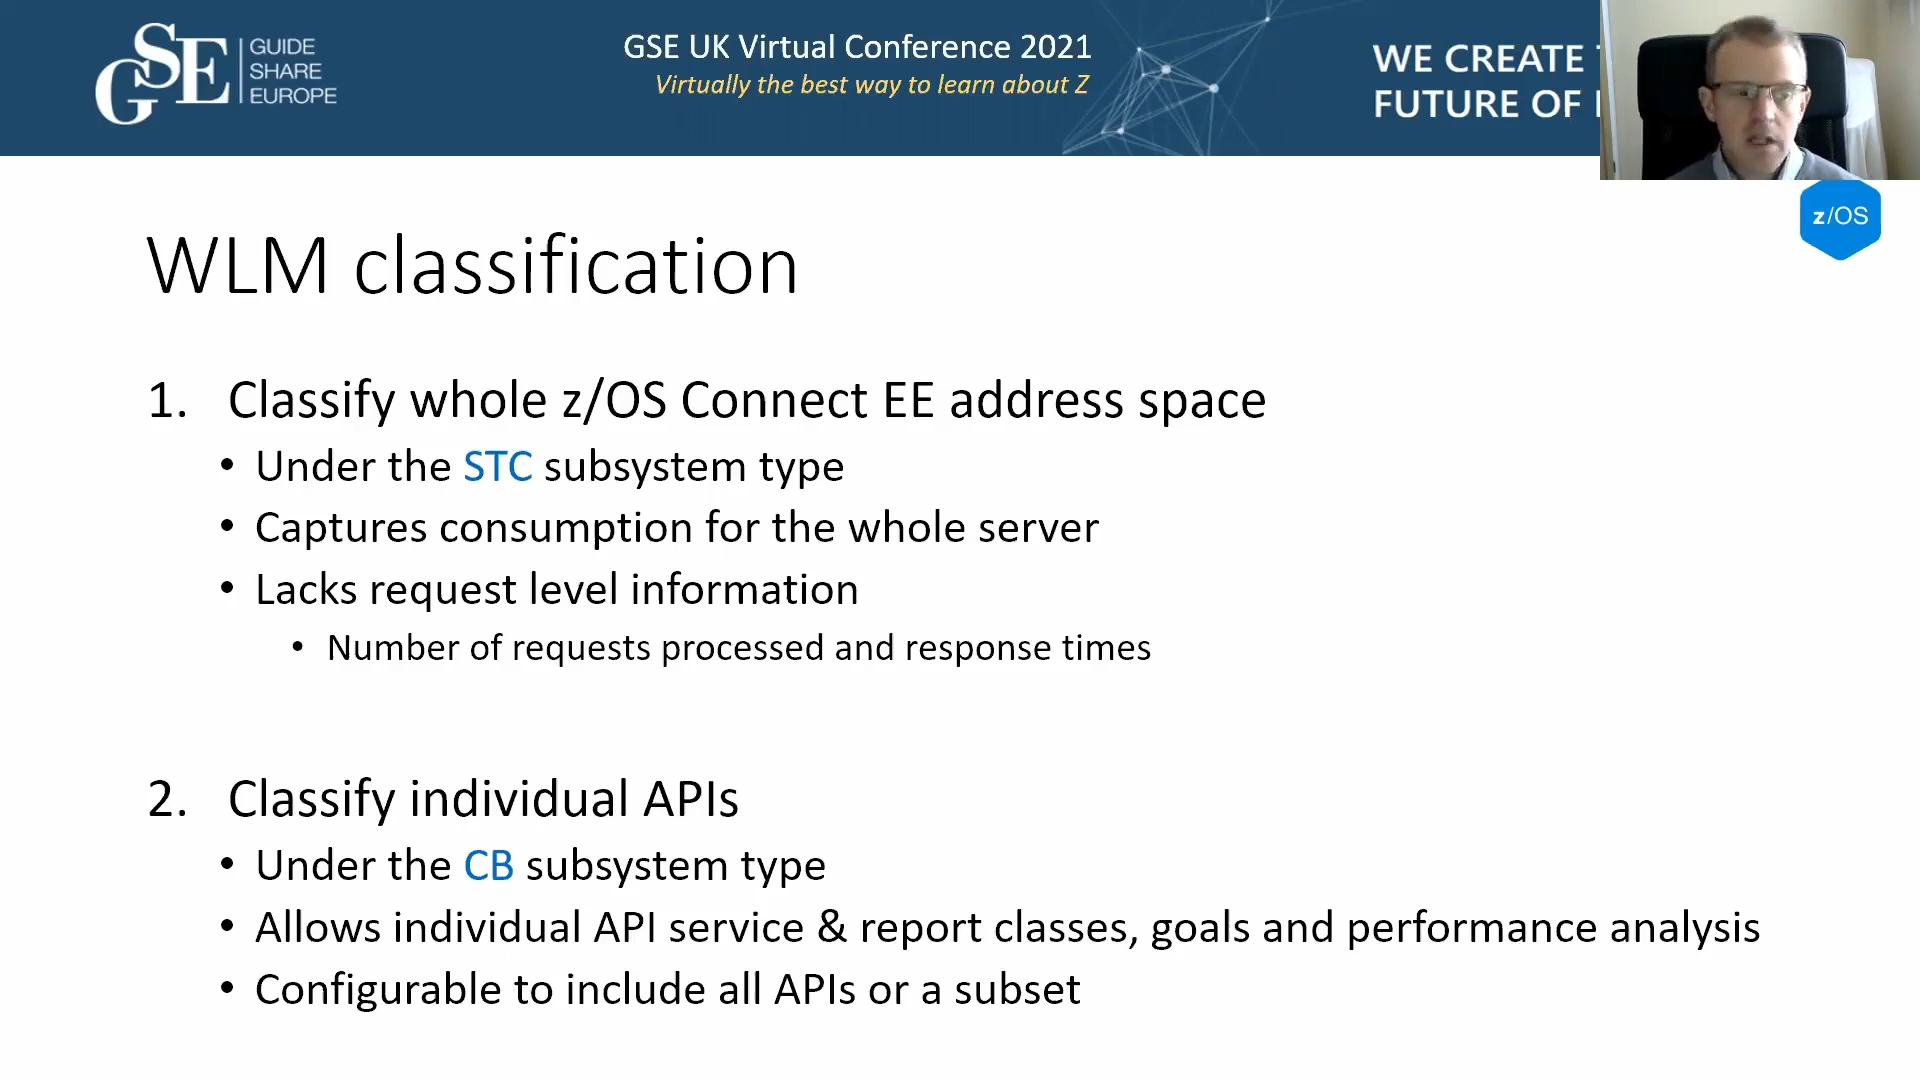 GSE
GUIDE
SHARE
EUROPE
GSE UK Virtual Conference 2021
Virtually the best way to learn about Z
WE CREATE
FUTURE OF
z/OS
WLM classification
1. Classify whole z/OS Connect EE address space
• Under the STC subsystem type
• Captures consumption for the whole server
• Lacks request level information
• Number of requests processed and response times
2. Classify individual APIs
• Under the CB subsystem type
• Allows individual API service & report classes, goals and performance analysis
• Configurable to include all APIs or a subset